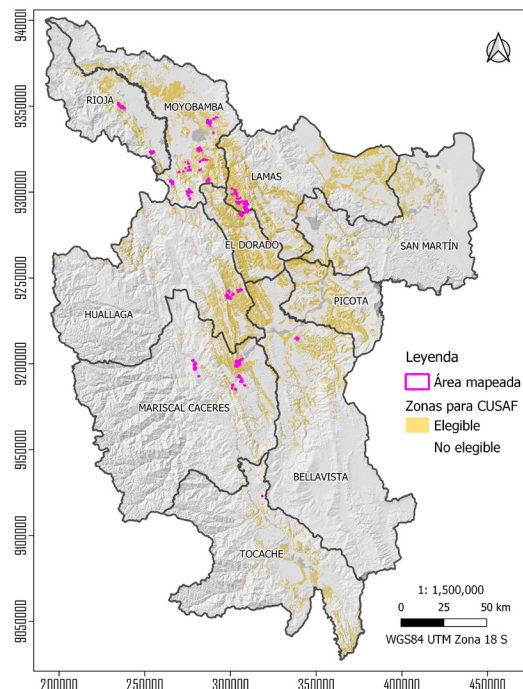 9400000
9350000
9300000
9250000
9200000
9150000
9100000
9050000
RIOJA
MOYOBAMBA
LAMAS
SAN MARTÍN
EL DORADO
PICOTA
HUALLAGA
MARISCAL CACERES
BELLAVISTA
TOCACHE
Leyenda
Área mapeada
Zonas para CUSAF
Elegible
No elegible
1: 1,500,000
0 25 50 km
WGS84 UTM Zona 18 S
200000 250000 300000 350000 400000 450000